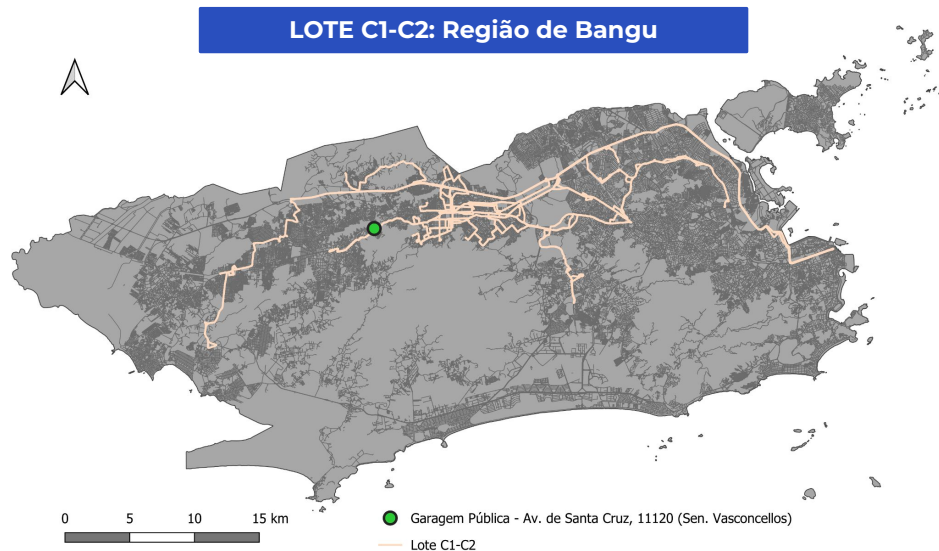 LOTE C1-C2: Região de Bangu
0 5 10 15 km
Garagem Pública - Av. de Santa Cruz, 11120 (Sen. Vasconcellos)
Lote C1-C2